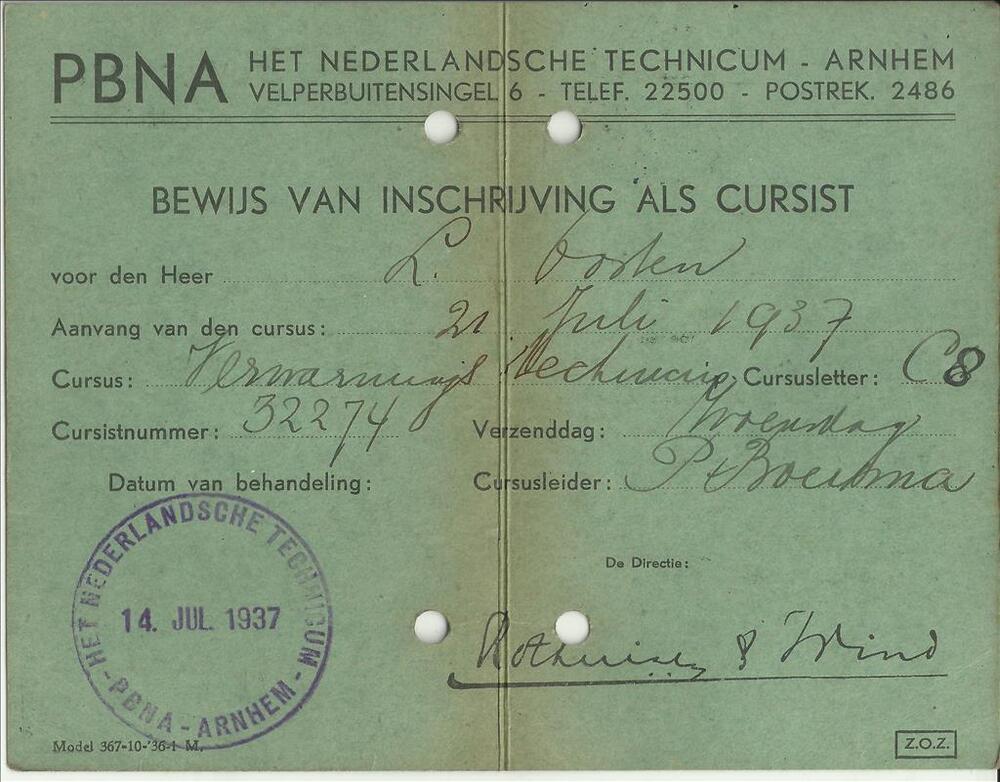 PBNA
HET NEDERLANDSCHE TECHNICUM - ARNHEM
VELPERBUITENSINGEL 6 - TELEF. 22500 - POSTREK. 2486
BEWIJS VAN INSCHRIJVING ALS CURSIST
voor den Heer L. Oosten
Aanvang van den cursus: 21 Juli 1937
Cursus: Verwarmings Cursusletter: C8
Cursistnummer: 32274 Verzenddag: Woensdag
Datum van behandeling: Cursusleider: P. Boersma
HET NEDERLANDSCHE TECHNICUM
14. JUL. 1937
- PBNA - ARNHEM -
De Directie:
& Wind
Model 367-10-'36-1 M.
Z.O.Z.